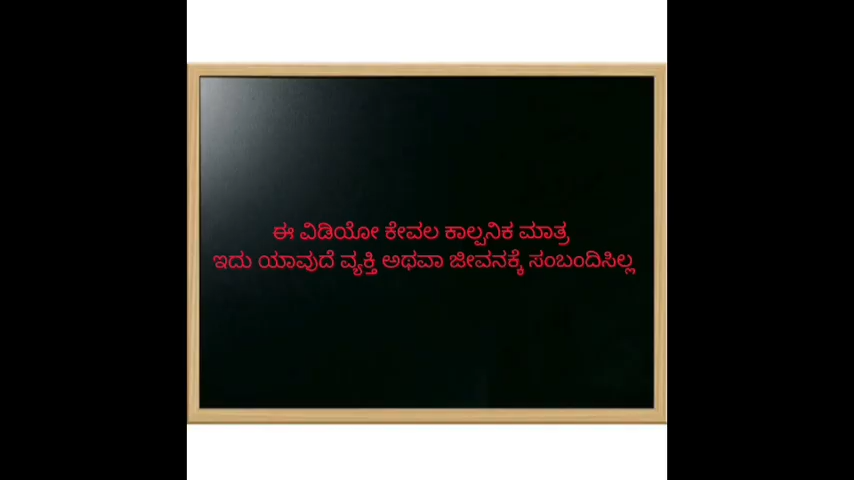 ಈ ವಿಡಿಯೋ ಕೇವಲ ಕಾಲ್ಪನಿಕ ಮಾತ್ರ
ಇದು ಯಾವುದೆ ವ್ಯಕ್ತಿ ಅಥವಾ ಜೀವನಕ್ಕೆ ಸಂಬಂದಿಸಿಲ್ಲ